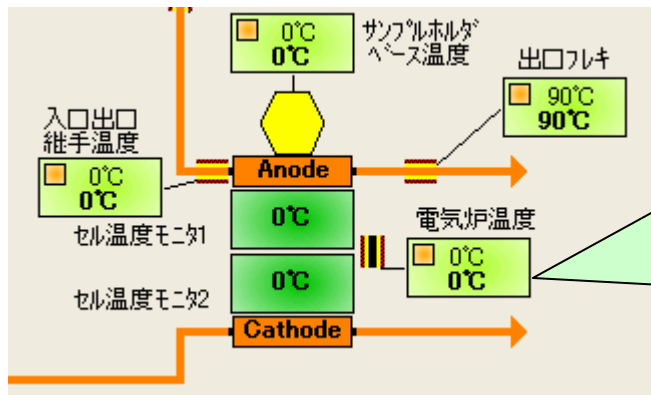 0℃
0℃
ｻﾝﾌﾟﾙﾎﾙﾀﾞ
ﾍﾞｰｽ温度
出口ﾌﾚｷ
90℃
90℃
入口出口
継手温度
0℃
0℃
Anode
0℃
ｾﾙ温度ﾓﾆﾀ1
電気炉温度
0℃
0℃
0℃
ｾﾙ温度ﾓﾆﾀ2
Cathode